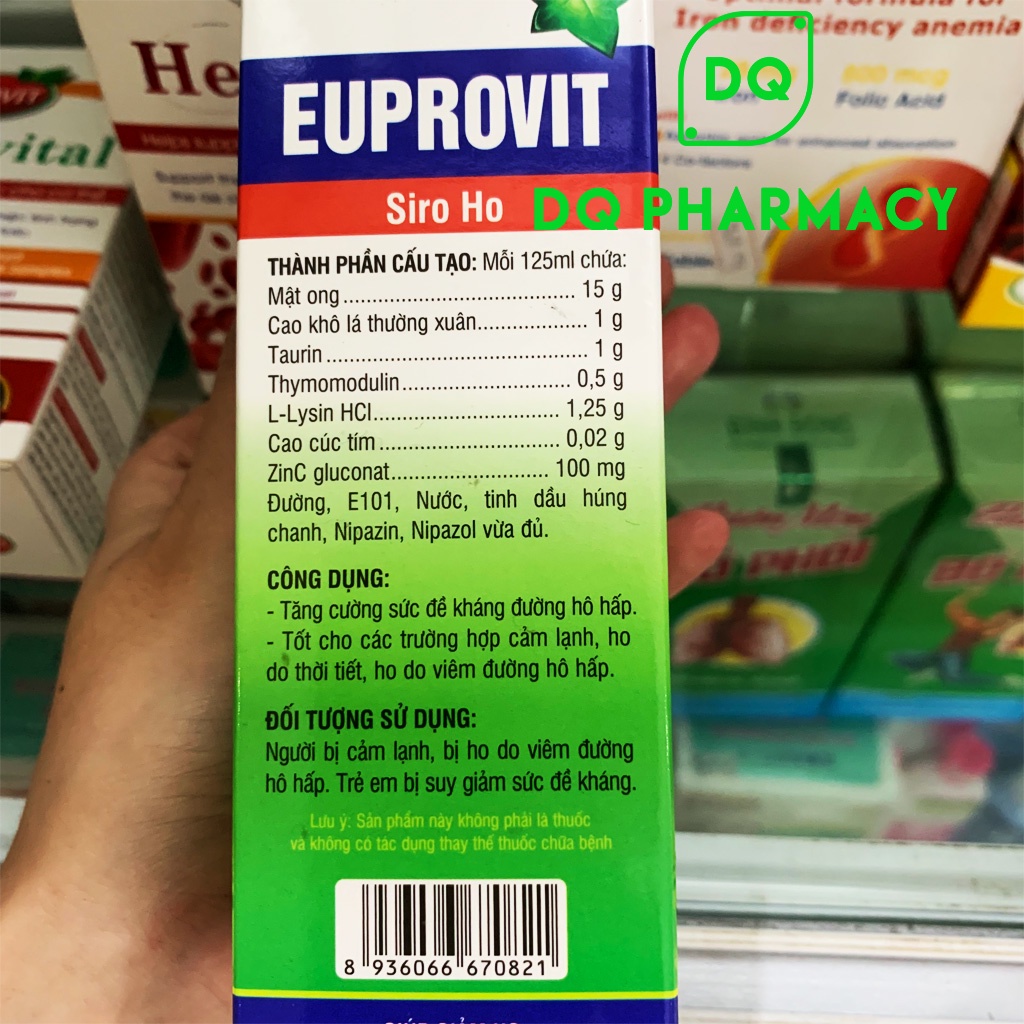 EUPROVIT
Siro Ho
DQ
DQ PHARMACY
THÀNH PHẦN CẤU TẠO: Mỗi 125ml chứa:
Mật ong........................................ 15 g
Cao khô lá thường xuân................... 1 g
Taurin ............................................. 1 g
Thymomodulin............................. 0,5 g
L-Lysin HCl................................ 1,25 g
Cao cúc tím ............................... 0,02 g
ZinC gluconat........................... 100 mg
Đường, E101, Nước, tinh dầu húng
chanh, Nipazin, Nipazol vừa đủ.
CÔNG DỤNG:
- Tăng cường sức đề kháng đường hô hấp.
- Tốt cho các trường hợp cảm lạnh, ho
do thời tiết, ho do viêm đường hô hấp.
ĐỐI TƯỢNG SỬ DỤNG:
Người bị cảm lạnh, bị ho do viêm đường
hô hấp. Trẻ em bị suy giảm sức đề kháng.
Lưu ý: Sản phẩm này không phải là thuốc
và không có tác dụng thay thế thuốc chữa bệnh
8 936066 670821
vital
He
formula for
Iron deficiency anemia
Folic Acid